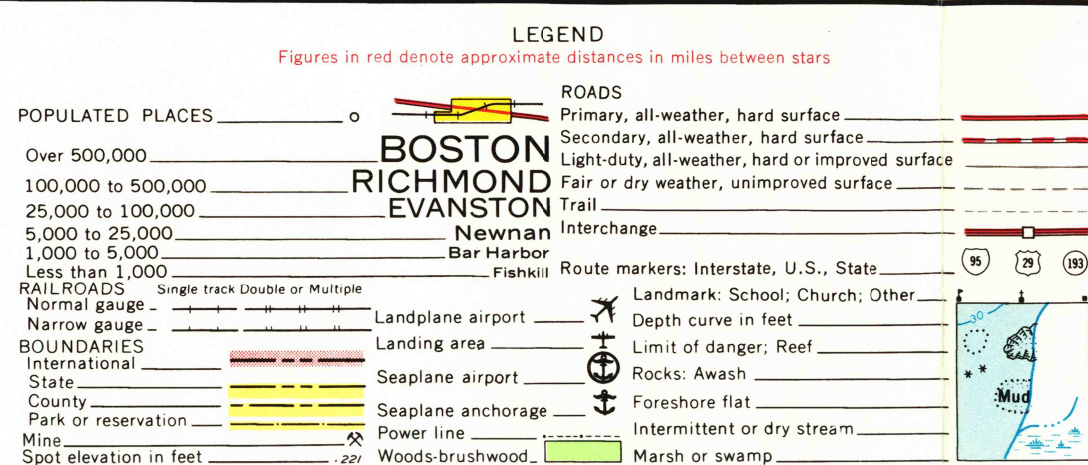 LEGEND
Figures in red denote approximate distances in miles between stars
POPULATED PLACES
Over 500,000 BOSTON
100,000 to 500,000 RICHMOND
25,000 to 100,000 EVANSTON
5,000 to 25,000 Newnan
1,000 to 5,000 Bar Harbor
Less than 1,000 Fishkill
RAILROADS Single track Double or Multiple
Normal gauge
Narrow gauge
BOUNDARIES
International
State
County
Park or reservation
Mine
Spot elevation in feet .221
Landplane airport
Landing area
Seaplane airport
Seaplane anchorage
Power line
Woods-brushwood
ROADS
Primary, all-weather, hard surface
Secondary, all-weather, hard surface
Light-duty, all-weather, hard or improved surface
Fair or dry weather, unimproved surface
Trail
Interchange
Route markers: Interstate, U.S., State 95 29 193
Landmark: School; Church; Other
Depth curve in feet
Limit of danger; Reef
Rocks: Awash
Foreshore flat
Intermittent or dry stream
Marsh or swamp
30
Mud